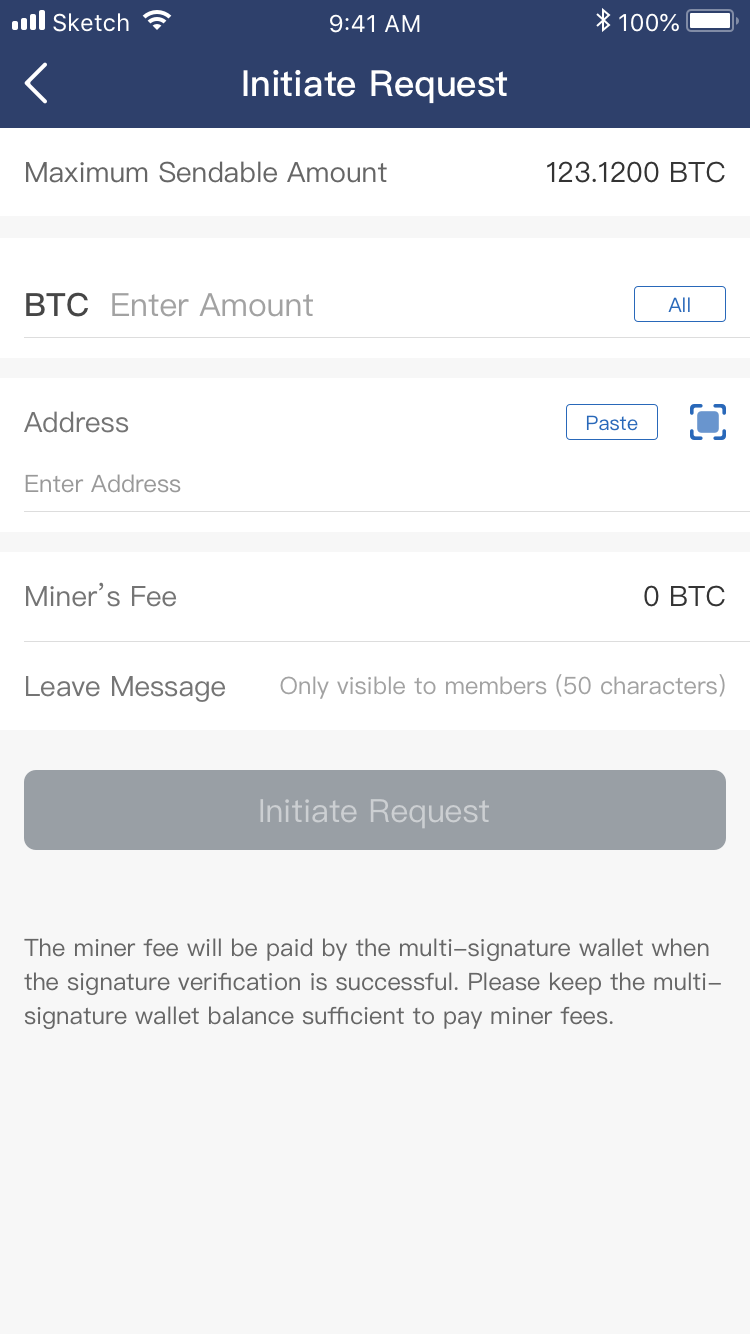 Sketch 9:41 AM 100%
Initiate Request
Maximum Sendable Amount 123.1200 BTC
BTC Enter Amount All
Address Paste
Enter Address
Miner’s Fee 0 BTC
Leave Message Only visible to members (50 characters)
Initiate Request
The miner fee will be paid by the multi–signature wallet when
the signature verification is successful. Please keep the multi–
signature wallet balance sufficient to pay miner fees.